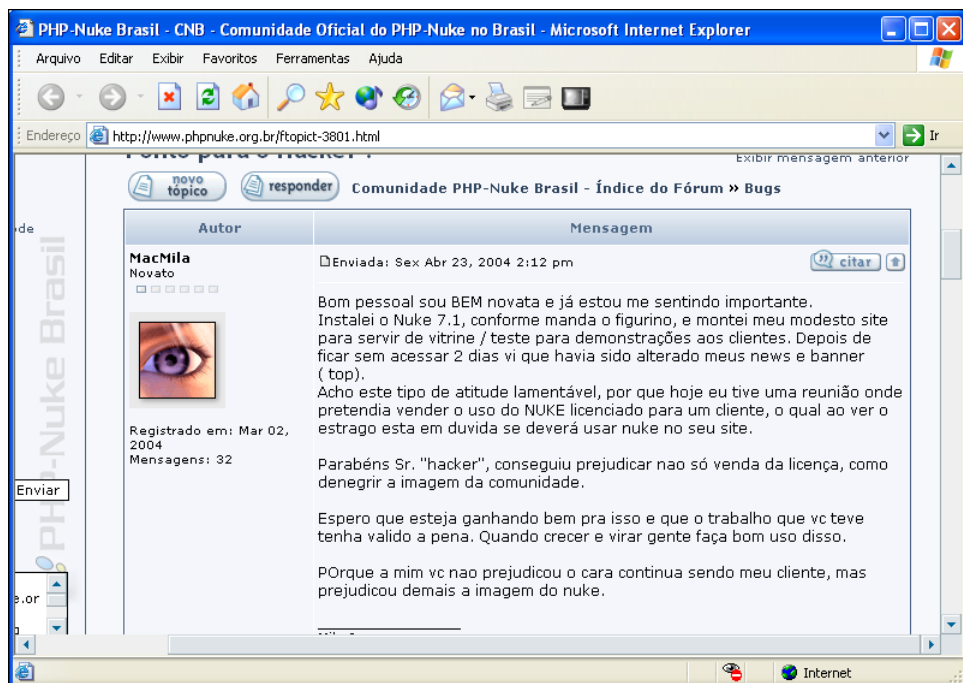 PHP-Nuke Brasil - CNB - Comunidade Oficial do PHP-Nuke no Brasil - Microsoft Internet Explorer
Arquivo Editar Exibir Favoritos Ferramentas Ajuda
Endereço http://www.phpnuke.org.br/ftopict-3801.html Ir
Ponto para o Hacker !
Exibir mensagem anterior
novo tópico responder Comunidade PHP-Nuke Brasil - Índice do Fórum » Bugs
de
PHP-Nuke Brasil
Enviar
e.or
Autor Mensagem
MacMila
Novato
Registrado em: Mar 02,
2004
Mensagens: 32
Enviada: Sex Abr 23, 2004 2:12 pm citar
Bom pessoal sou BEM novata e já estou me sentindo importante.
Instalei o Nuke 7.1, conforme manda o figurino, e montei meu modesto site
para servir de vitrine / teste para demonstrações aos clientes. Depois de
ficar sem acessar 2 dias vi que havia sido alterado meus news e banner
( top).
Acho este tipo de atitude lamentável, por que hoje eu tive uma reunião onde
pretendia vender o uso do NUKE licenciado para um cliente, o qual ao ver o
estrago esta em duvida se deverá usar nuke no seu site.
Parabéns Sr. "hacker", conseguiu prejudicar nao só venda da licença, como
denegrir a imagem da comunidade.
Espero que esteja ganhando bem pra isso e que o trabalho que vc teve
tenha valido a pena. Quando crecer e virar gente faça bom uso disso.
POrque a mim vc nao prejudicou o cara continua sendo meu cliente, mas
prejudicou demais a imagem do nuke.
Internet